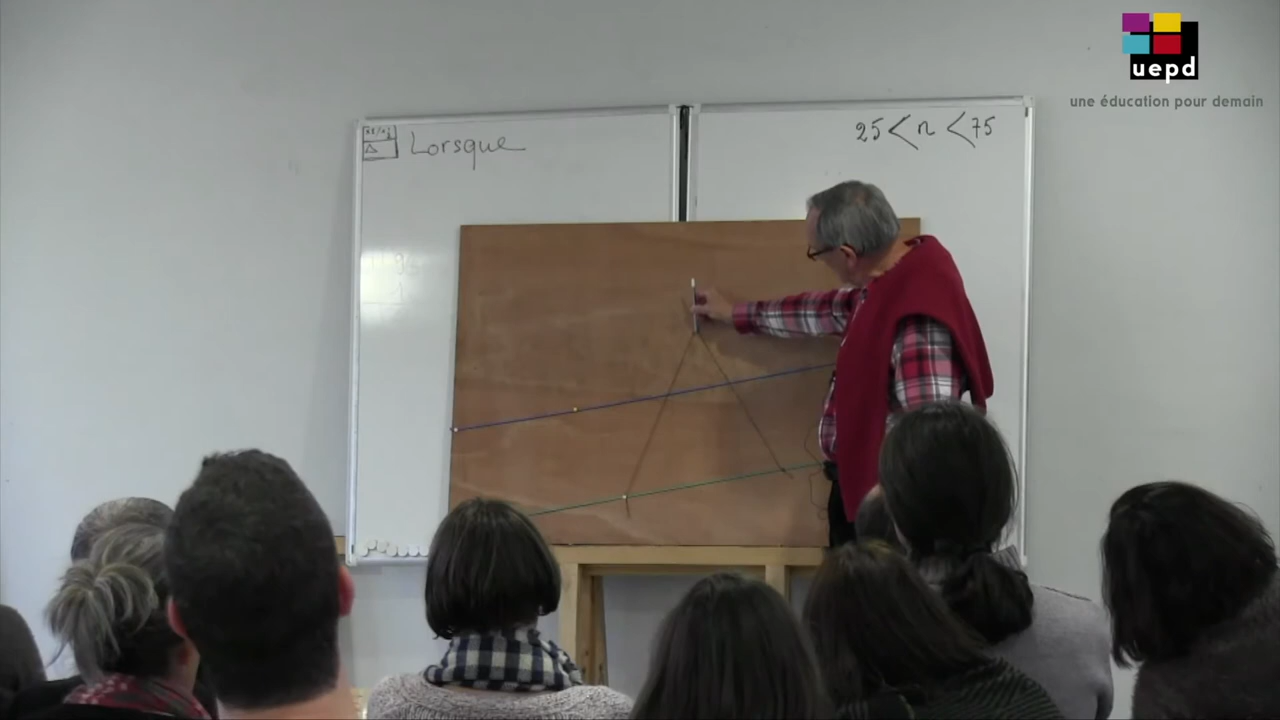 uepd
une éducation pour demain
Lorsque
25 < n < 75